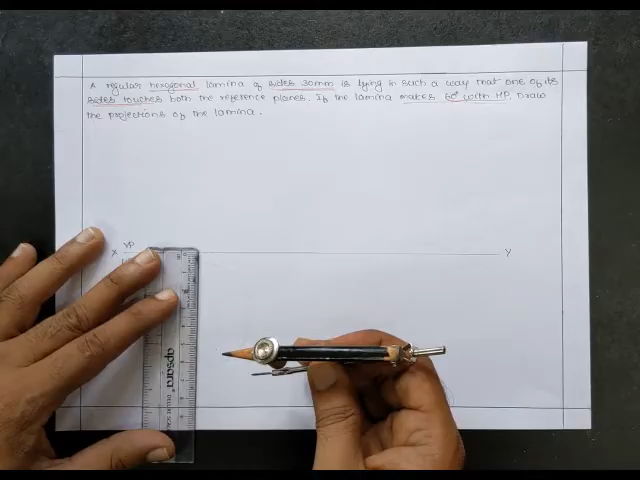 A regular hexagonal lamina of sides 30mm is lying in such a way that one of its
sides touches both the reference planes. If the lamina makes 60° with HP. Draw
the projections of the lamina.
X VP Y
apsara